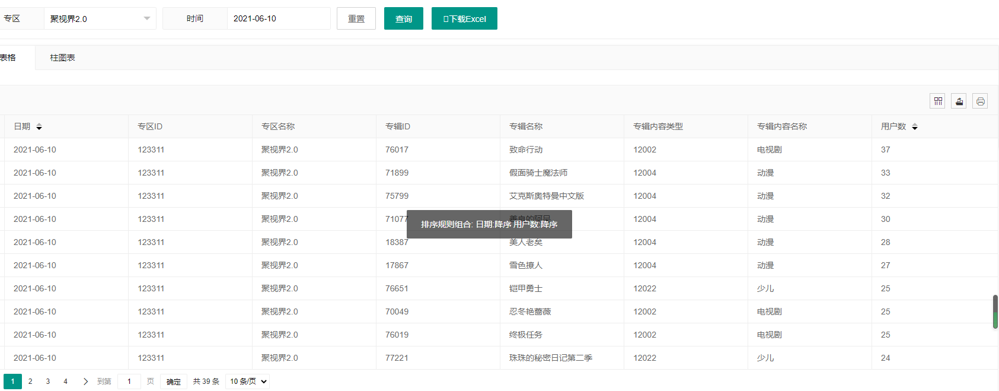 专区 聚视界2.0 时间 2021-06-10 重置 查询 下载Excel
表格 柱图表
日期 专区ID 专区名称 专辑ID 专辑名称 专辑内容类型 专辑内容名称 用户数
2021-06-10 123311 聚视界2.0 76017 致命行动 12002 电视剧 37
2021-06-10 123311 聚视界2.0 71899 假面骑士魔法师 12004 动漫 33
2021-06-10 123311 聚视界2.0 75799 艾克斯奥特曼中文版 12004 动漫 32
2021-06-10 123311 聚视界2.0 71077 12004 动漫 30
排序规则组合: 日期:降序 用户数:降序
2021-06-10 123311 聚视界2.0 18387 美人老矣 12004 动漫 28
2021-06-10 123311 聚视界2.0 17867 雪色撩人 12004 动漫 27
2021-06-10 123311 聚视界2.0 76651 铠甲勇士 12022 少儿 25
2021-06-10 123311 聚视界2.0 70049 忍冬艳蔷薇 12002 电视剧 25
2021-06-10 123311 聚视界2.0 76019 终极任务 12002 电视剧 25
2021-06-10 123311 聚视界2.0 77221 珠珠的秘密日记第二季 12022 少儿 24
1 2 3 4 到第 1 页 确定 共 39 条 10 条/页